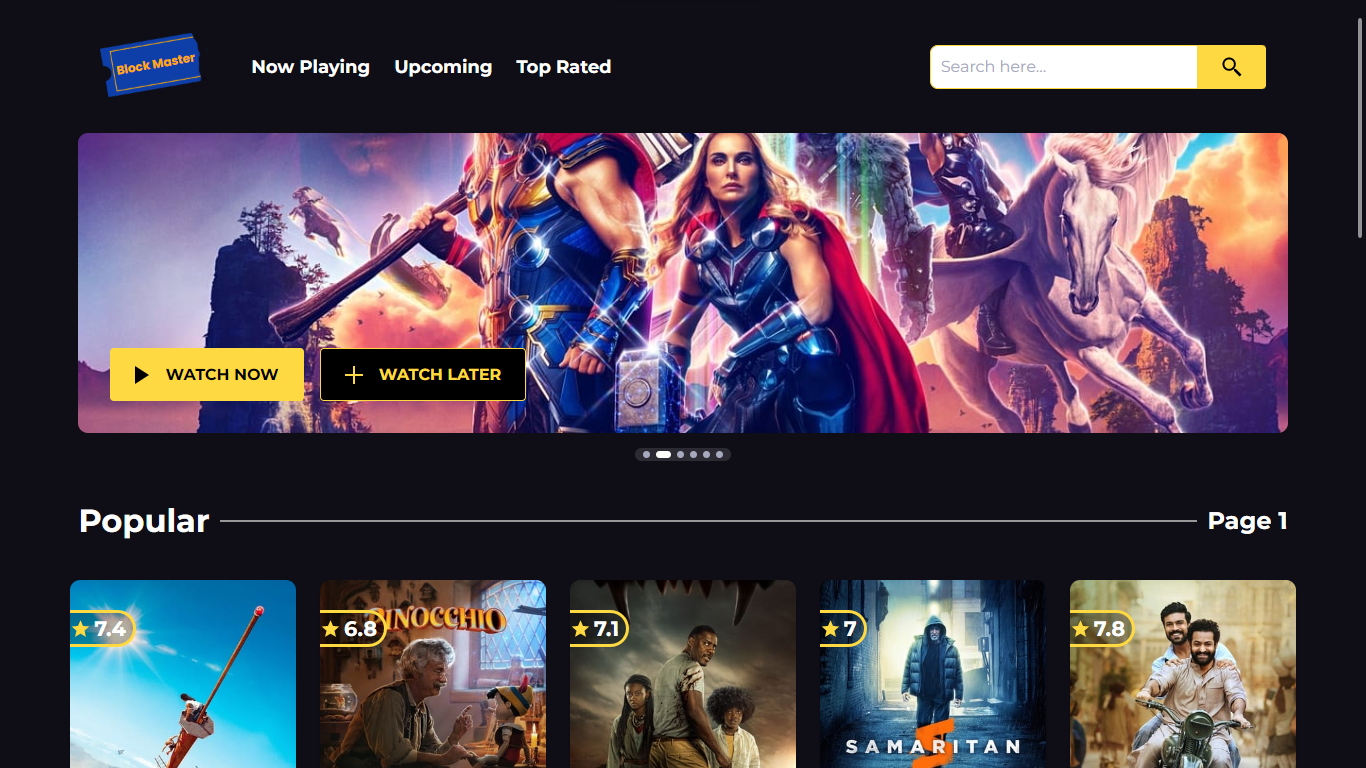 Block Master
Now Playing
Upcoming
Top Rated
Search here...
WATCH NOW
WATCH LATER
Popular
Page 1
7.4
6.8
PINOCCHIO
7.1
7
SAMARITAN
7.8